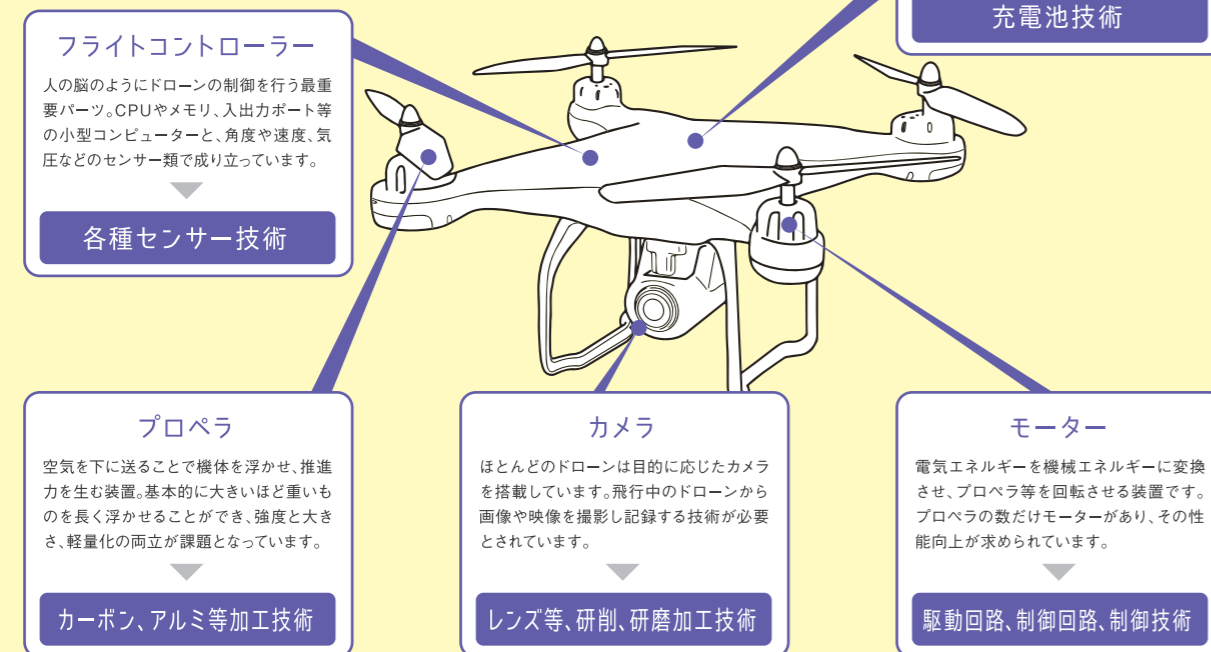 充電池技術
フライトコントローラー
人の脳のようにドローンの制御を行う最重
要パーツ。CPUやメモリ、入出力ポート等
の小型コンピューターと、角度や速度、気
圧などのセンサー類で成り立っています。
各種センサー技術
プロペラ
空気を下に送ることで機体を浮かせ、推進
力を生む装置。基本的に大きいほど重いも
のを長く浮かせることができ、強度と大き
さ、軽量化の両立が課題となっています。
カーボン、アルミ等加工技術
カメラ
ほとんどのドローンは目的に応じたカメラ
を搭載しています。飛行中のドローンから
画像や映像を撮影し記録する技術が必要
とされています。
レンズ等、研削、研磨加工技術
モーター
電気エネルギーを機械エネルギーに変換
させ、プロペラ等を回転させる装置です。
プロペラの数だけモーターがあり、その性
能向上が求められています。
駆動回路、制御回路、制御技術